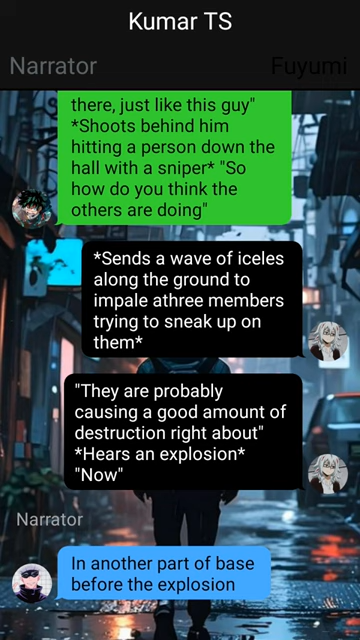 Kumar TS
Narrator
Fuyumi
there, just like this guy"
*Shoots behind him
hitting a person down the
hall with a sniper* "So
how do you think the
others are doing"
*Sends a wave of iceles
along the ground to
impale athree members
trying to sneak up on
them*
"They are probably
causing a good amount of
destruction right about"
*Hears an explosion*
"Now"
Narrator
In another part of base
before the explosion